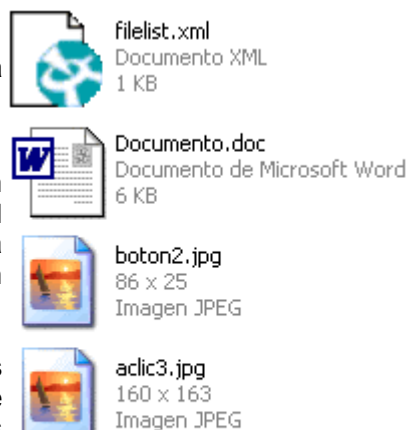 filelist.xml
Documento XML
1 KB
W
Documento.doc
Documento de Microsoft Word
6 KB
boton2.jpg
86 x 25
Imagen JPEG
aclic3.jpg
160 x 163
Imagen JPEG